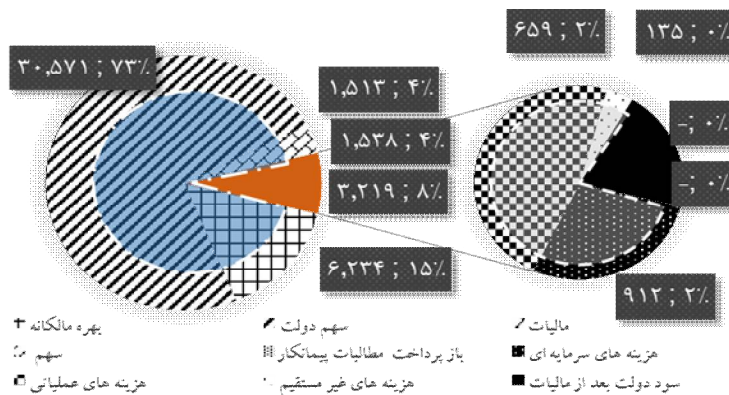 ۶۵۹ ; ۲٪
۱۳۵ ; ۰٪
۳۰,۵۷۱ ; ۷۳٪
۱,۵۱۳ ; ۴٪
۱,۵۳۸ ; ۴٪
-; ۰٪
۳,۲۱۹ ; ۸٪
-; ۰٪
۶,۲۳۴ ; ۱۵٪
۹۱۲ ; ۲٪
بهره مالکانه
سهم دولت
مالیات
سهم
باز پرداخت مطالبات پیمانکار
هزینه های سرمایه ای
هزینه های عملیاتی
هزینه های غیر مستقیم
سود دولت بعد از مالیات